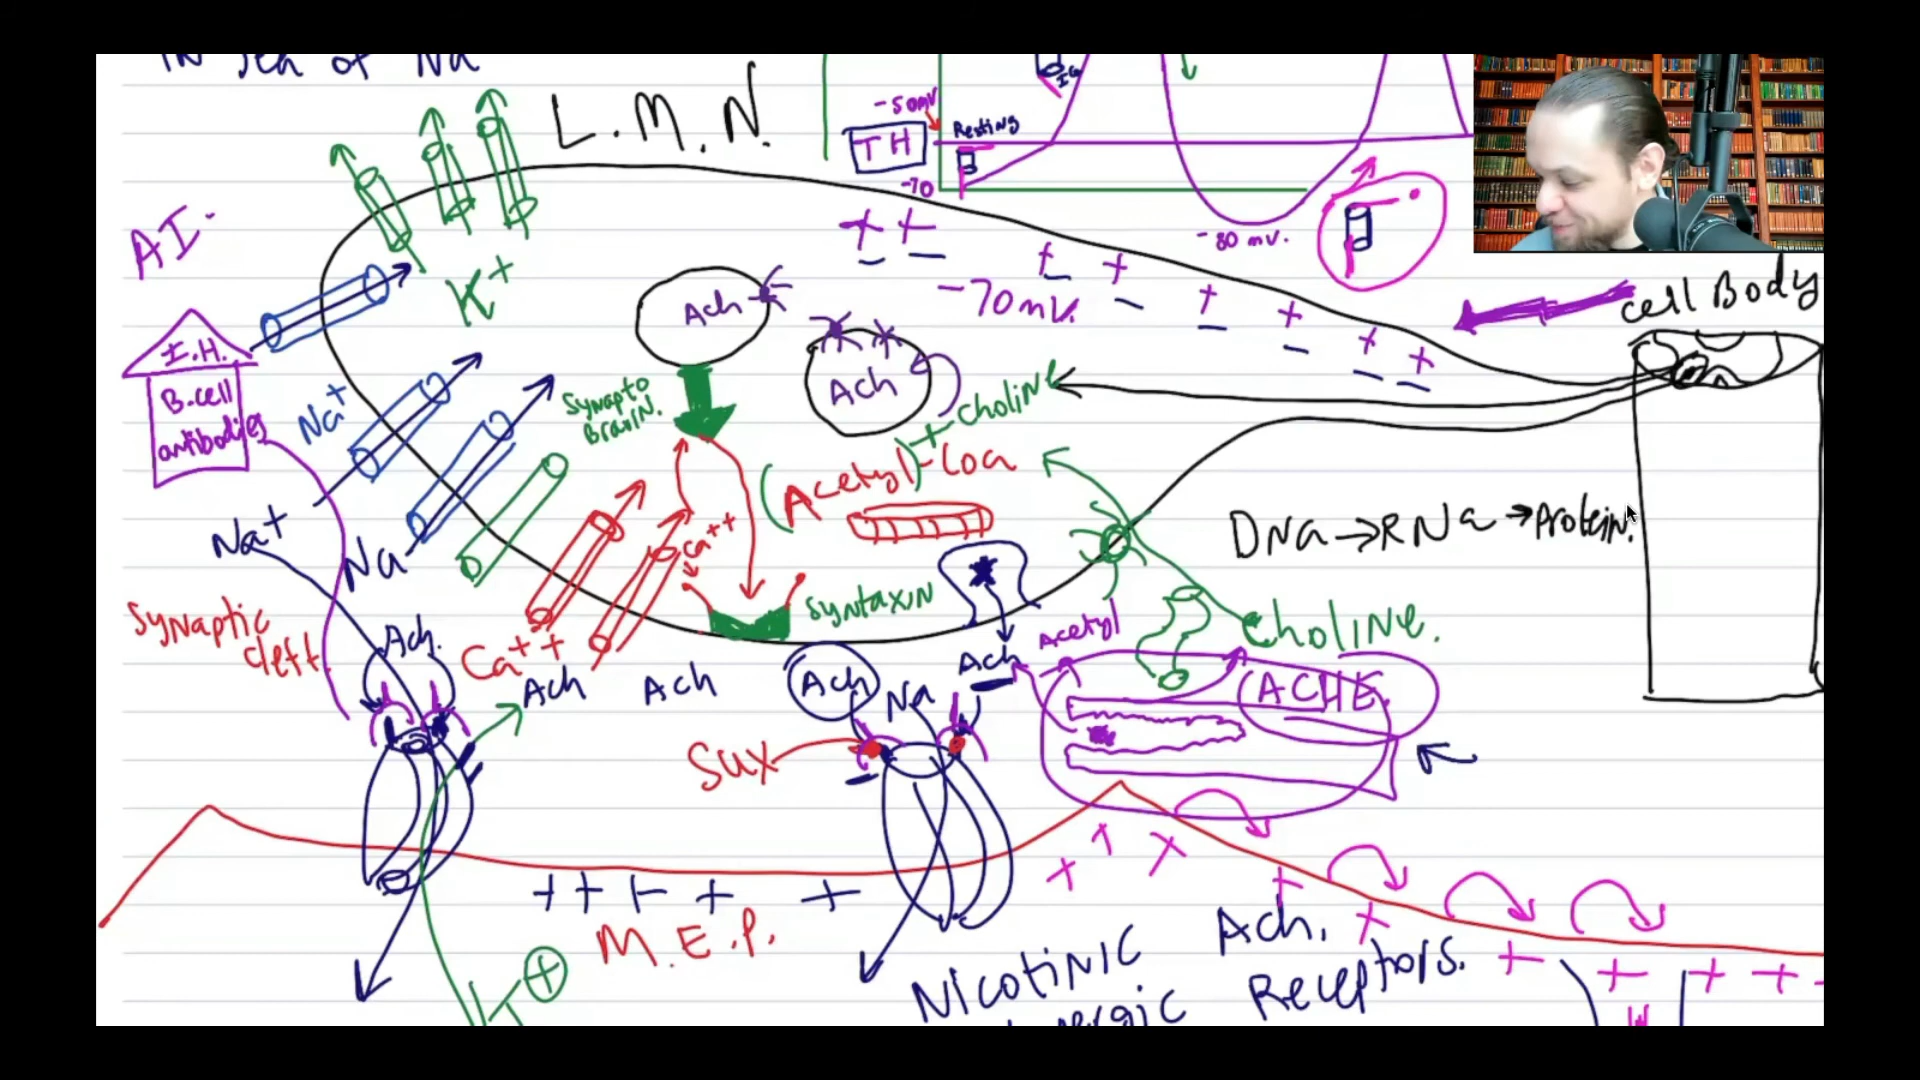 L.M.N.
-50mV
Resting
TH
-70
-80 mV.
AI.
K+
Ach
-70mV.
cell Body
I.H.
B-cell
antibodies
Na+
Synapto
Brevin.
Ach
+ Choline
(Acetyl)-Coa
Na+
Na
Ca++
DNa→RNa→Protein.
Synaptic
cleft
Syntaxin
Acetyl
Choline.
Ach.
Ca++
Ach
Ach
Ach
Na
Ach
ACHE
Sux
M.E.P.
Nicotinic Ach.
Receptors.